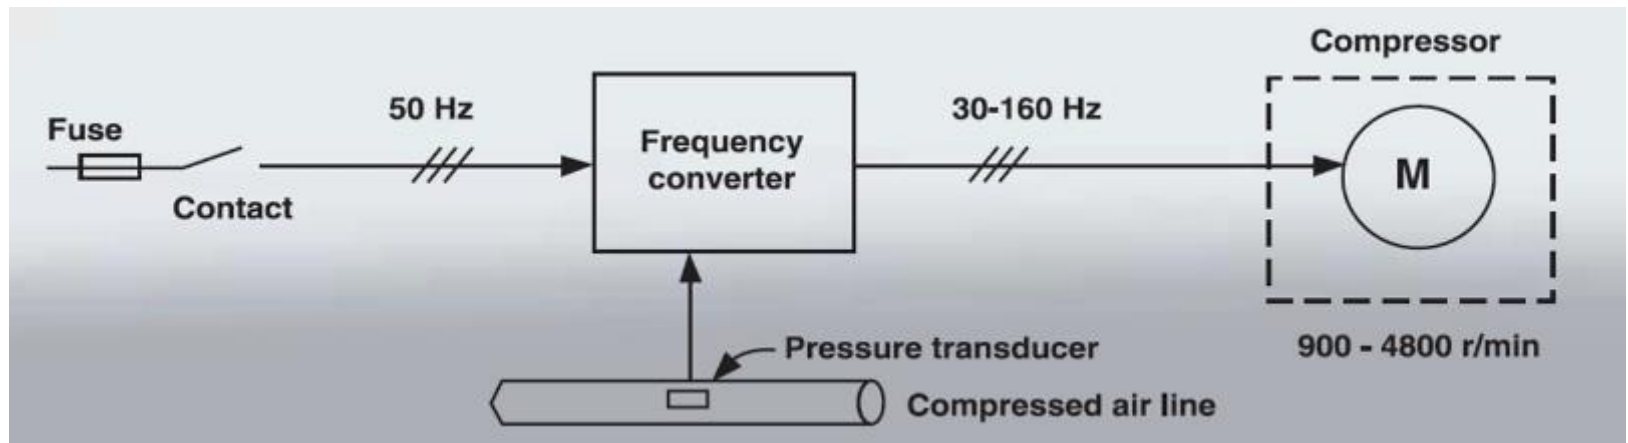 Compressor
50 Hz
30-160 Hz
Fuse
Frequency
converter
M
Contact
Pressure transducer
900 - 4800 r/min
Compressed air line